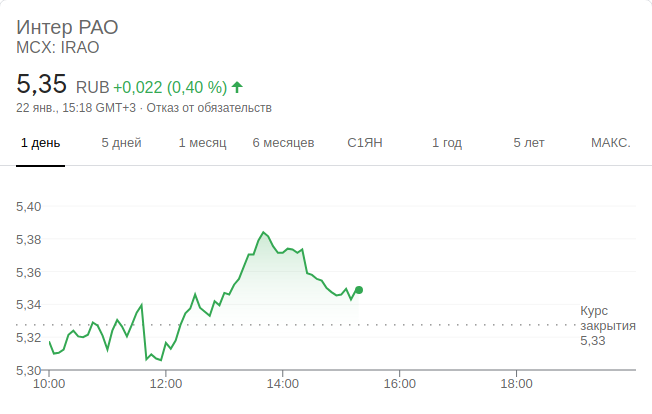 Интер РАО
MCX: IRAO
5,35 RUB +0,022 (0,40 %)
22 янв., 15:18 GMT+3 · Отказ от обязательств
1 день 5 дней 1 месяц 6 месяцев С1ЯН 1 год 5 лет МАКС.
5,40
5,38
5,36
5,34
5,32
5,30
Курс
закрытия
5,33
10:00 12:00 14:00 16:00 18:00